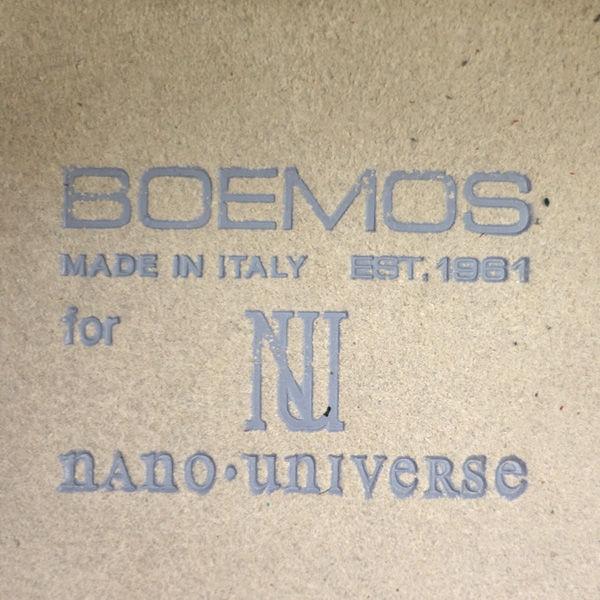 BOEMOS
MADE IN ITALY EST. 1961
for
NU
nAno·universe